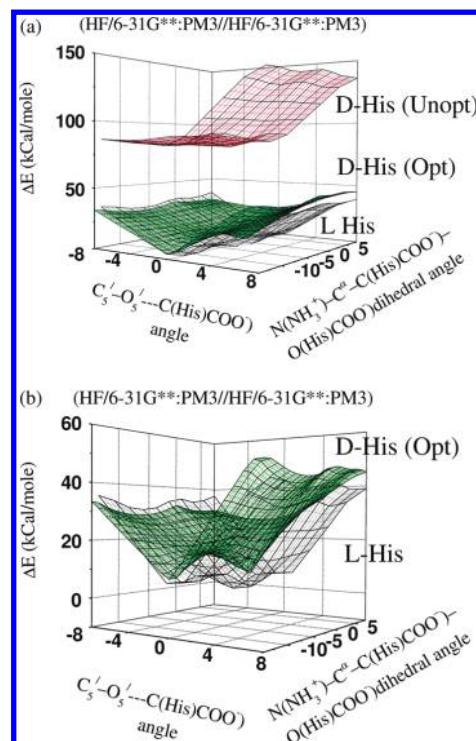 (a) (HF/6-31G**:PM3//HF/6-31G**:PM3)
150
100
50
-8
ΔE (kCal/mole)
D-His (Unopt)
D-His (Opt)
L His
-4 0 4 8
-10 -5 0 5
C5′–O5′---C(His)COO⁻)
angle
N(NH3⁺)–Cᵅ–C(His)COO⁻)–
O(His)COO⁻)dihedral angle
(b) (HF/6-31G**:PM3//HF/6-31G**:PM3)
60
40
20
0
-8
ΔE (kCal/mole)
D-His (Opt)
L-His
-4 0 4 8
-10 -5 0 5
C5′–O5′---C(His)COO⁻)
angle
N(NH3⁺)–Cᵅ–C(His)COO⁻)–
O(His)COO⁻)dihedral angle